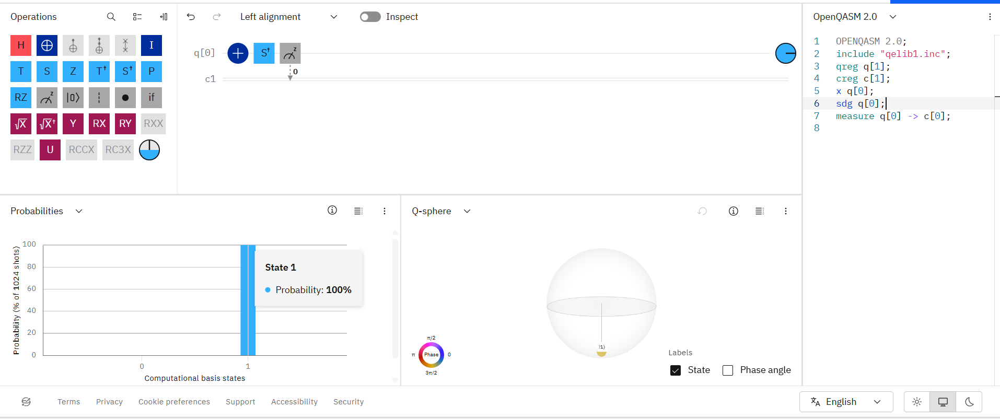 Operations
Left alignment
Inspect
OpenQASM 2.0
H
I
T S Z T† S† P
RZ z |0⟩ if
√X √X† Y RX RY RXX
RZZ U RCCX RC3X
q[0] S† z
0
c1
1 OPENQASM 2.0;
2 include "qelib1.inc";
3 qreg q[1];
4 creg c[1];
5 x q[0];
6 sdg q[0];
7 measure q[0] -> c[0];
8
Probabilities
Probability (% of 1024 shots)
100
80
60
40
20
0
State 1
Probability: 100%
0 1
Computational basis states
Q-sphere
|1⟩
π/2
π Phase 0
3π/2
Labels
State Phase angle
Terms Privacy Cookie preferences Support Accessibility Security
English